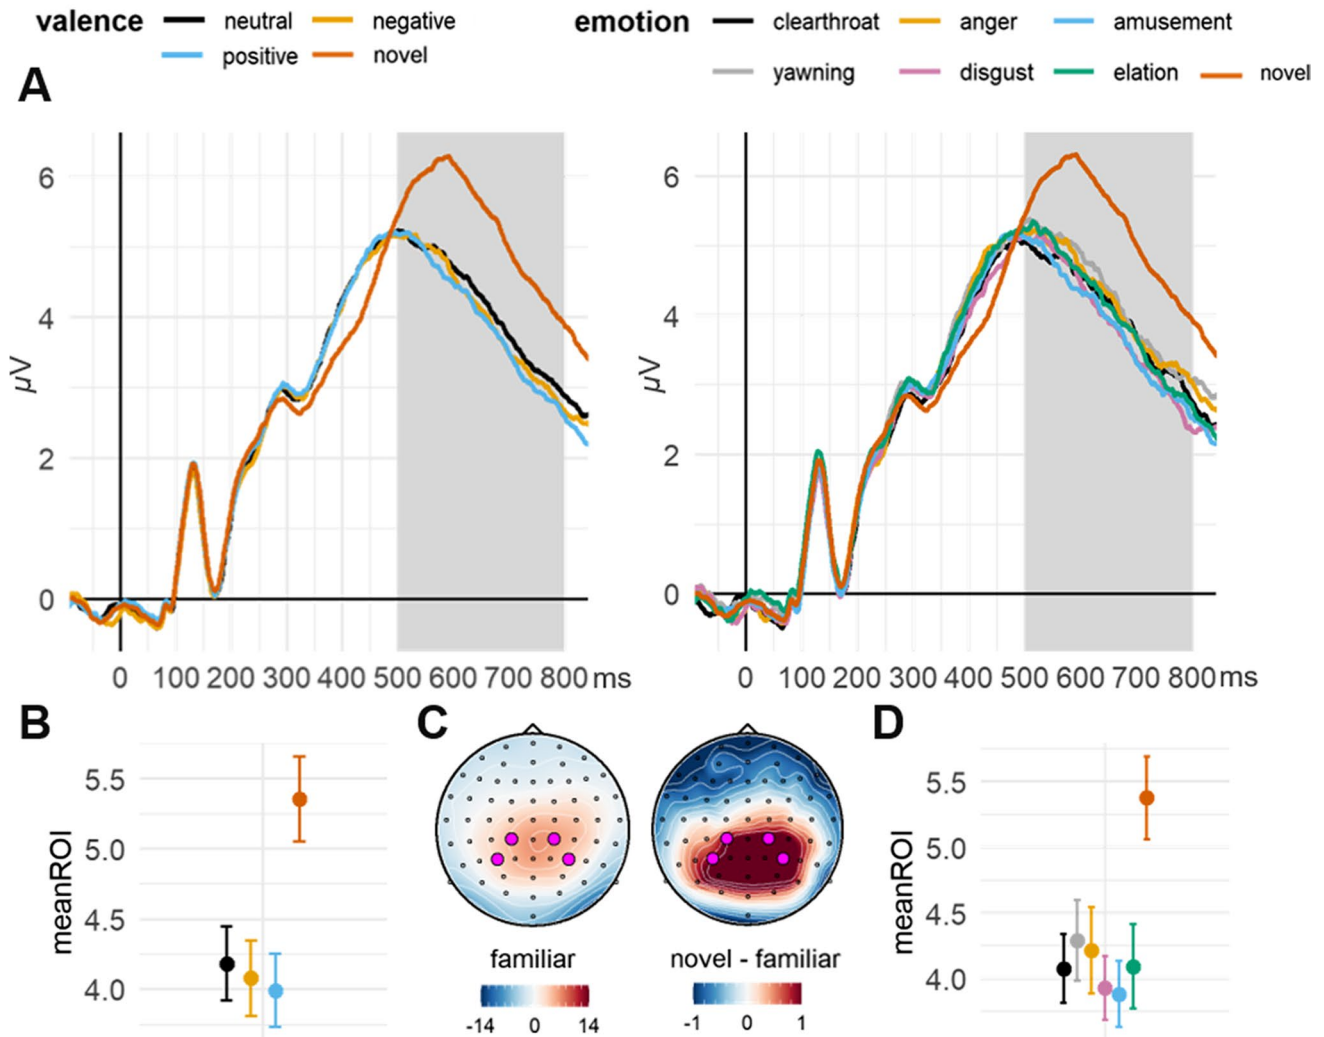 valence neutral negative
positive novel
emotion clearthroat anger amusement
yawning disgust elation novel
A
6
4
2
0
µV
0 100 200 300 400 500 600 700 800 ms
6
4
2
0
µV
0 100 200 300 400 500 600 700 800 ms
B
meanROI
5.5
5.0
4.5
4.0
C
familiar
-14 0 14
novel - familiar
-1 0 1
D
meanROI
5.5
5.0
4.5
4.0